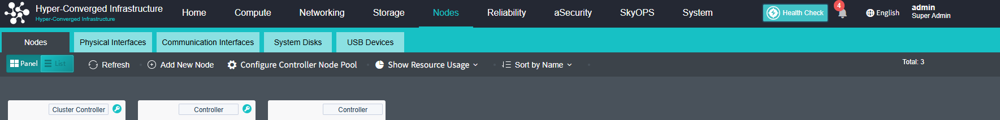 Hyper-Converged Infrastructure
Hyper-Converged Infrastructure
Home Compute Networking Storage Nodes Reliability aSecurity SkyOPS System
Health Check
4
English
admin
Super Admin
Nodes Physical Interfaces Communication Interfaces System Disks USB Devices
Panel List Refresh Add New Node Configure Controller Node Pool Show Resource Usage Sort by Name Total: 3
Cluster Controller Controller Controller